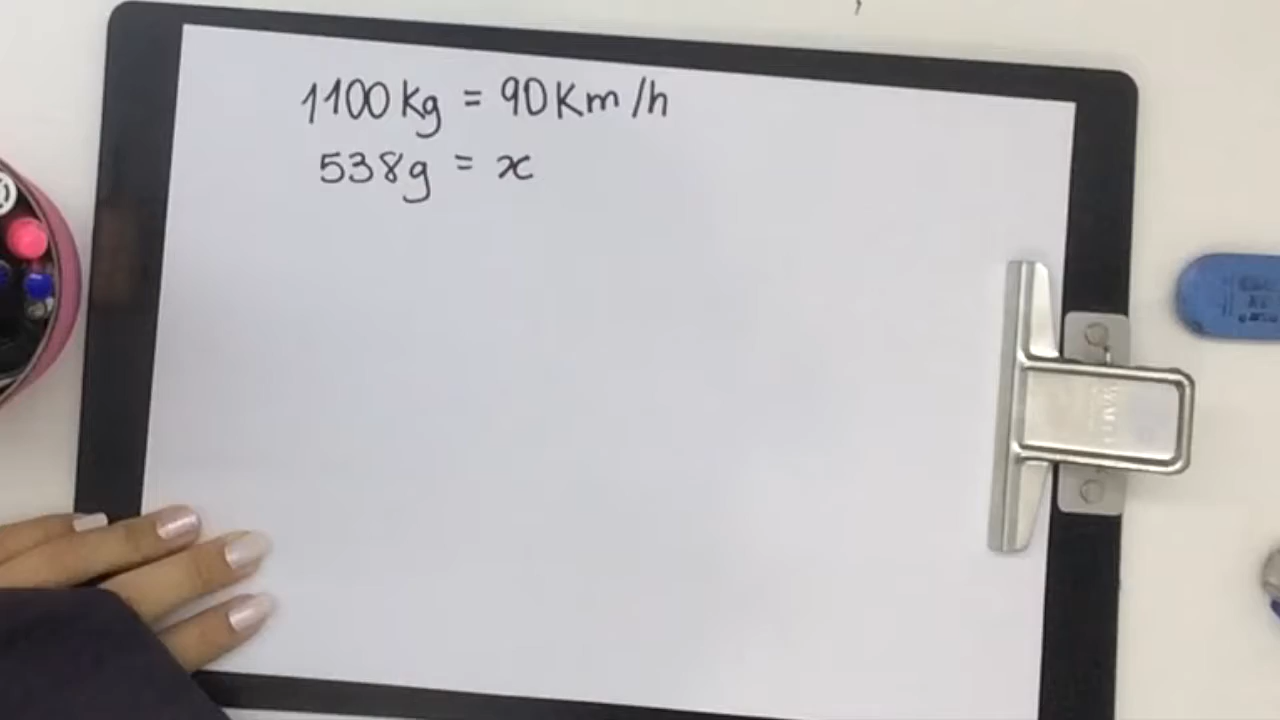 1100 kg = 90 Km/h
538g = x